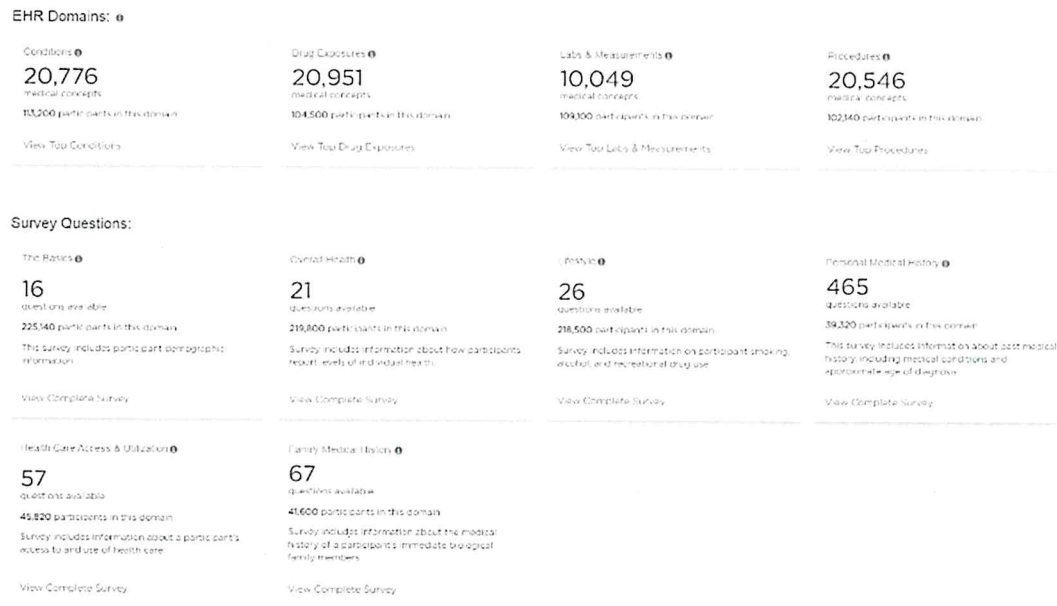 EHR Domains:
Conditions
20,776
medical concepts
113,200 participants in this domain
View Top Conditions
Drug Exposures
20,951
medical concepts
104,500 participants in this domain
View Top Drug Exposures
Labs & Measurements
10,049
medical concepts
109,100 participants in this domain
View Top Labs & Measurements
Procedures
20,546
medical concepts
102,140 participants in this domain
View Top Procedures
Survey Questions:
The Basics
16
questions available
225,140 participants in this domain
This survey includes participant demographic
information
View Complete Survey
Overall Health
21
questions available
219,800 participants in this domain
Survey includes information about how participants
report levels of individual health
View Complete Survey
Lifestyle
26
questions available
218,500 participants in this domain
Survey includes information on participant smoking,
alcohol, and recreational drug use
View Complete Survey
Personal Medical History
465
questions available
39,320 participants in this domain
This survey includes information about past medical
history, including medical conditions and
approximate age of diagnosis
View Complete Survey
Health Care Access & Utilization
57
questions available
45,820 participants in this domain
Survey includes information about a participant's
access to and use of health care
View Complete Survey
Family Medical History
67
questions available
41,600 participants in this domain
Survey includes information about the medical
history of a participant's immediate biological
family members
View Complete Survey